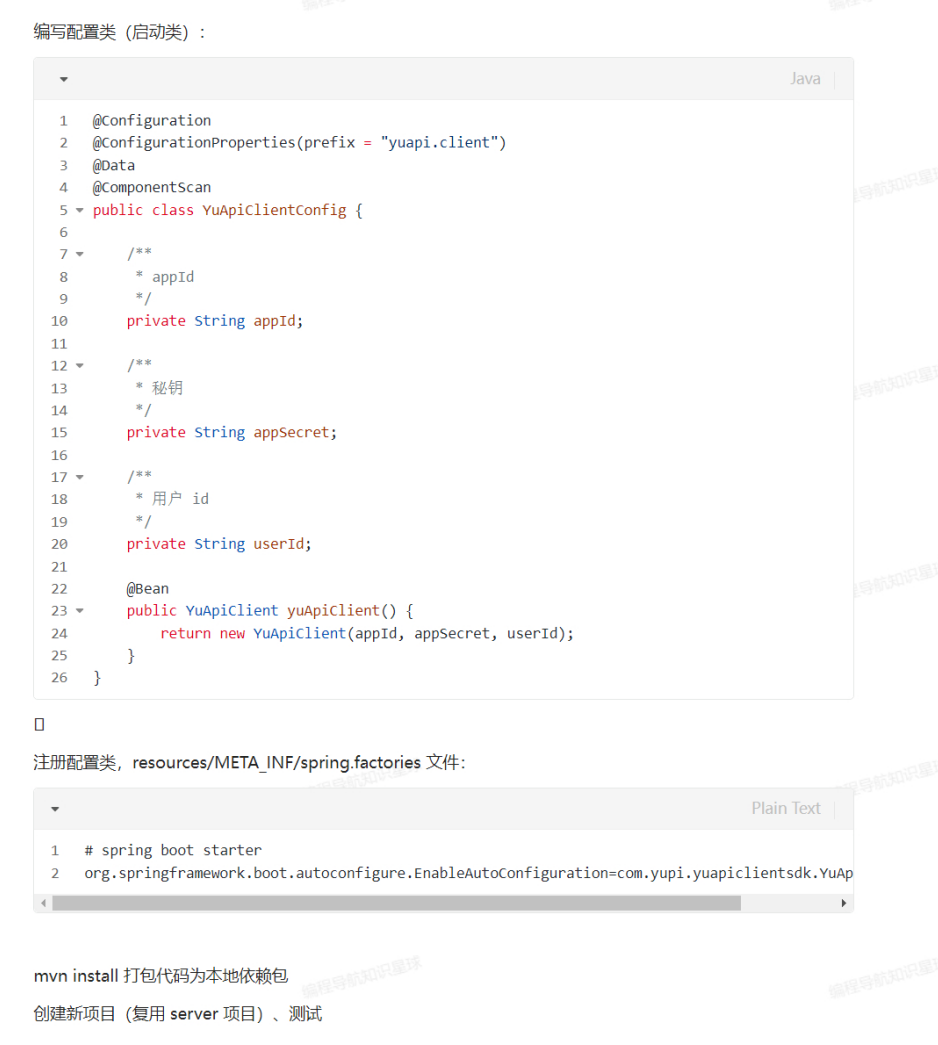 编写配置类（启动类）：
Java
1 @Configuration
2 @ConfigurationProperties(prefix = "yuapi.client")
3 @Data
4 @ComponentScan
5 public class YuApiClientConfig {
6
7     /**
8      * appId
9      */
10     private String appId;
11
12     /**
13      * 秘钥
14      */
15     private String appSecret;
16
17     /**
18      * 用户 id
19      */
20     private String userId;
21
22     @Bean
23     public YuApiClient yuApiClient() {
24         return new YuApiClient(appId, appSecret, userId);
25     }
26 }
注册配置类，resources/META_INF/spring.factories 文件：
Plain Text
1 # spring boot starter
2 org.springframework.boot.autoconfigure.EnableAutoConfiguration=com.yupi.yuapiclientsdk.YuAp
mvn install 打包代码为本地依赖包
编程导航知识星球
创建新项目（复用 server 项目）、测试